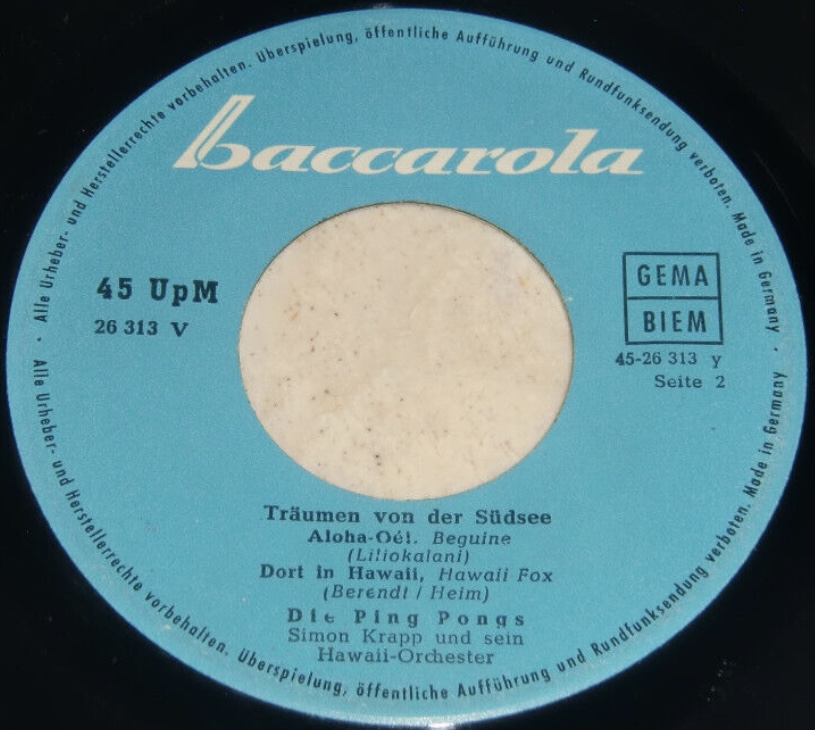 Alle Urheber- und Herstellerrechte vorbehalten. Überspielung, öffentliche Aufführung und Rundfunksendung verboten. Made in Germany ·
baccarola
45 UpM
26 313 V
GEMA
BIEM
45-26 313 y
Seite 2
Träumen von der Südsee
Aloha-Oé!. Beguine
(Liliokalani)
Dort in Hawaii, Hawaii Fox
(Berendt / Heim)
Die Ping Pongs
Simon Krapp und sein
Hawaii-Orchester
Alle Urheber- und Herstellerrechte vorbehalten. Überspielung, öffentliche Aufführung und Rundfunksendung verboten. Made in Germany ·